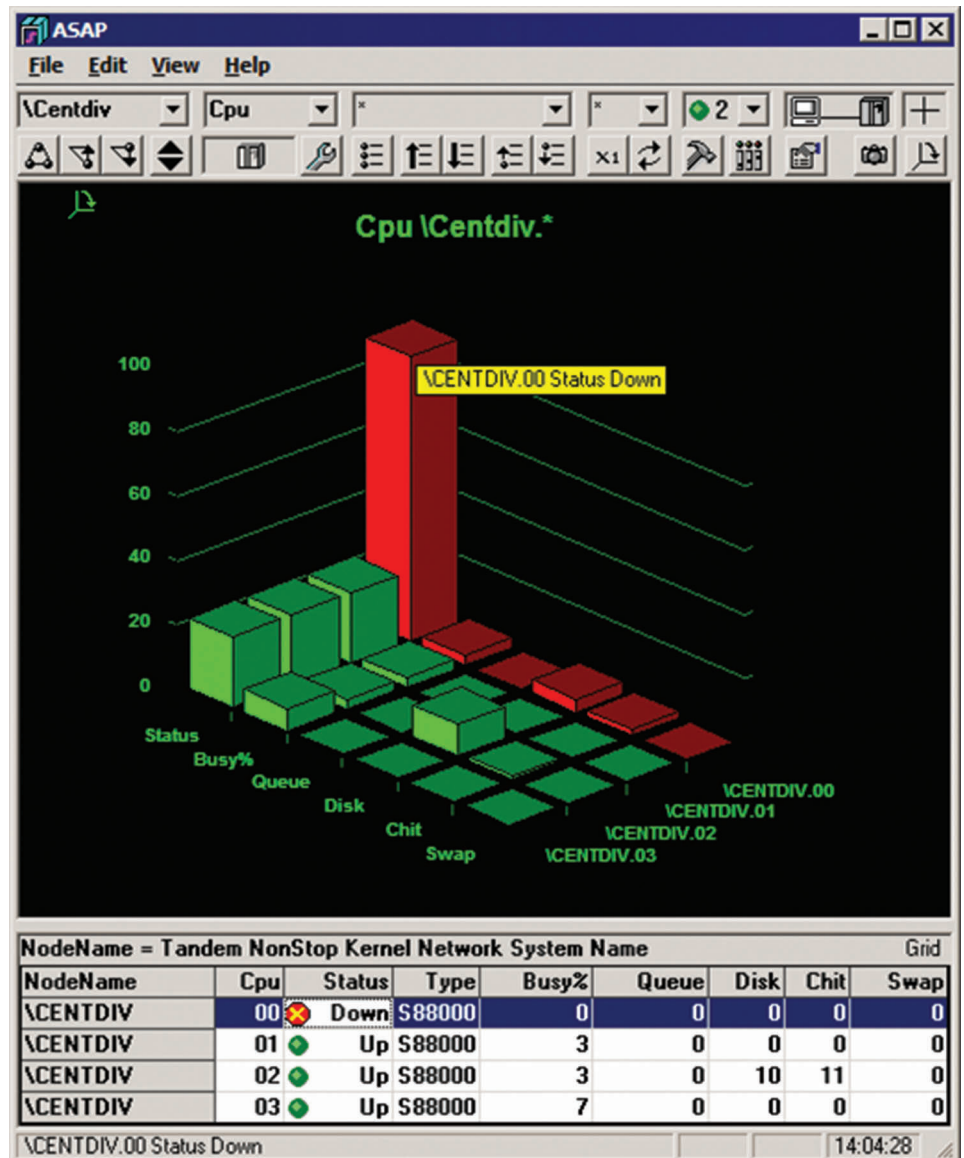 ASAP
File Edit View Help
\Centdiv Cpu * * 2
x1
Cpu \Centdiv.*
\CENTDIV.00 Status Down
100
80
60
40
20
0
Status
Busy%
Queue
Disk
Chit
Swap
\CENTDIV.00
\CENTDIV.01
\CENTDIV.02
\CENTDIV.03
NodeName = Tandem NonStop Kernel Network System Name Grid
NodeName Cpu Status Type Busy% Queue Disk Chit Swap
\CENTDIV 00 Down S88000 0 0 0 0 0
\CENTDIV 01 Up S88000 3 0 0 0 0
\CENTDIV 02 Up S88000 3 0 10 11 0
\CENTDIV 03 Up S88000 7 0 0 0 0
\CENTDIV.00 Status Down 14:04:28